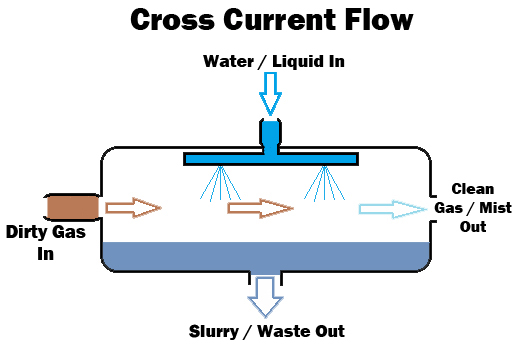 Cross Current Flow
Water / Liquid In
Dirty Gas
In
Clean
Gas / Mist
Out
Slurry / Waste Out